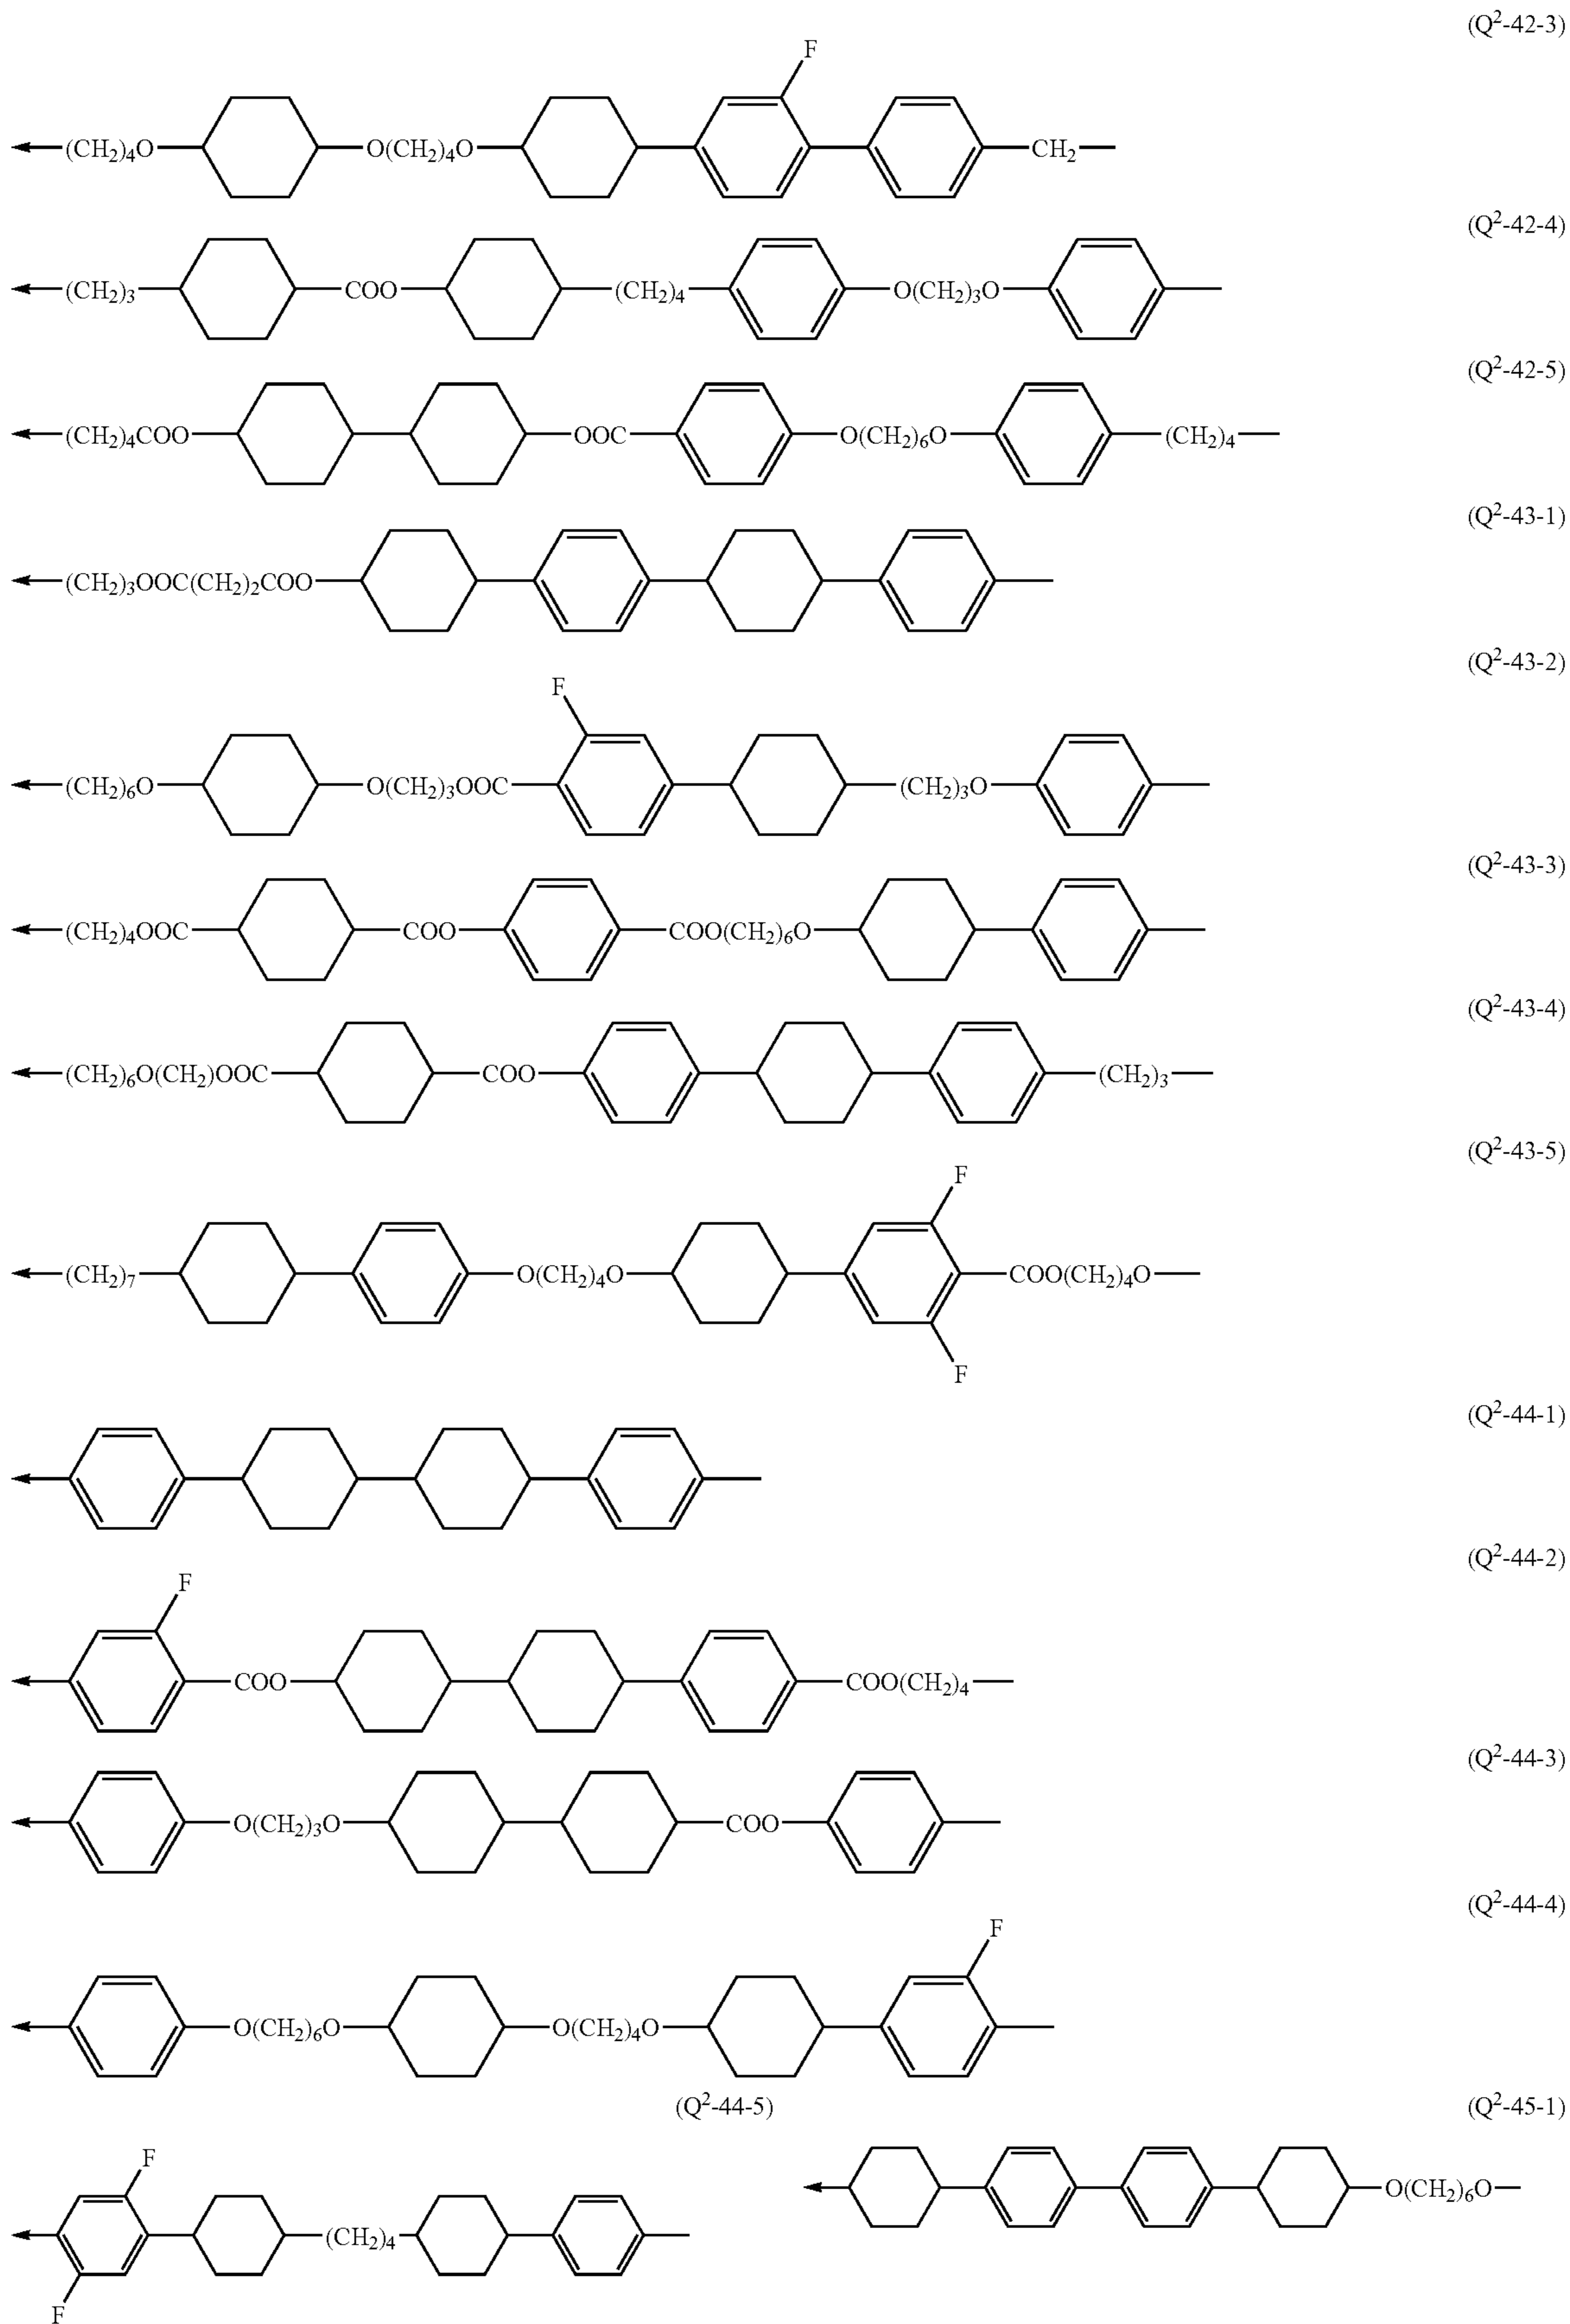 (Q²-42-3)
F
(CH₂)₄O O(CH₂)₄O CH₂
(Q²-42-4)
(CH₂)₃ COO (CH₂)₄ O(CH₂)₃O
(Q²-42-5)
(CH₂)₄COO OOC O(CH₂)₆O (CH₂)₄
(Q²-43-1)
(CH₂)₃OOC(CH₂)₂COO
(Q²-43-2)
F
(CH₂)₆O O(CH₂)₃OOC (CH₂)₃O
(Q²-43-3)
(CH₂)₄OOC COO COO(CH₂)₆O
(Q²-43-4)
(CH₂)₆O(CH₂)OOC COO (CH₂)₃
(Q²-43-5)
F
(CH₂)₇ O(CH₂)₄O COO(CH₂)₄O
F
(Q²-44-1)
(Q²-44-2)
F
COO COO(CH₂)₄
(Q²-44-3)
O(CH₂)₃O COO
(Q²-44-4)
F
O(CH₂)₆O O(CH₂)₄O
(Q²-44-5) (Q²-45-1)
F
O(CH₂)₆O
(CH₂)₄
F